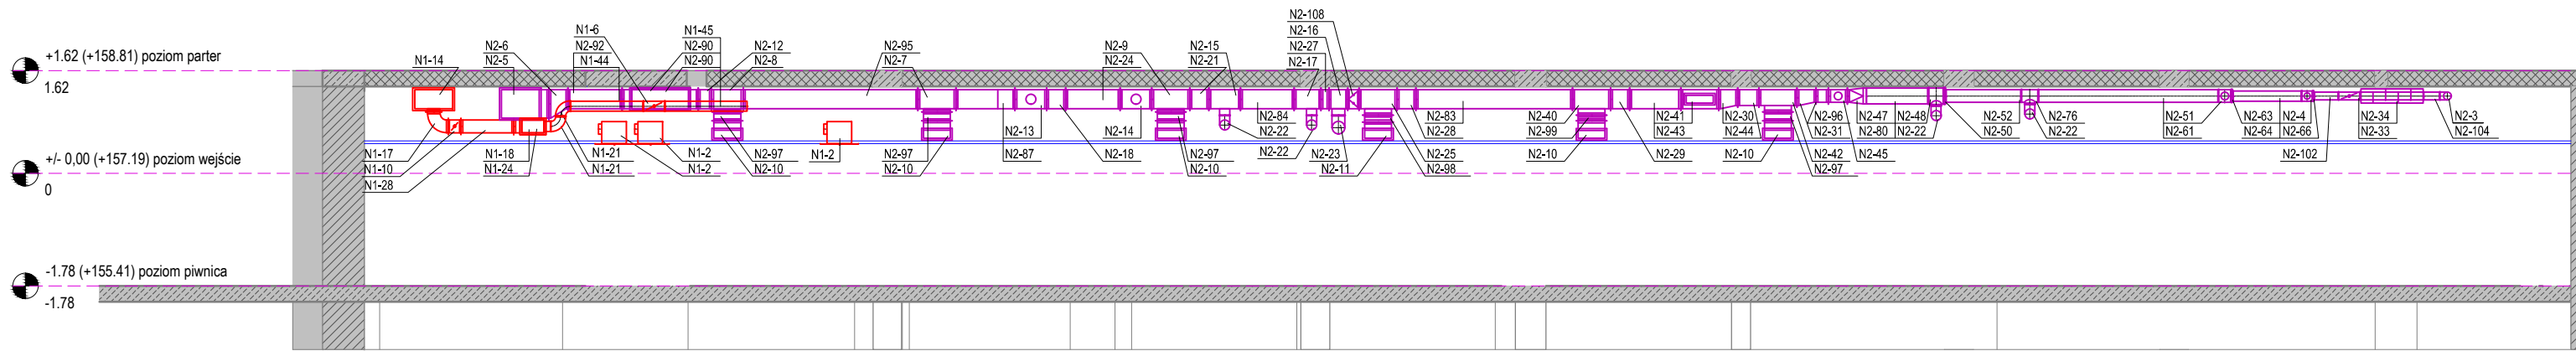 +1.62 (+158.81) poziom parter
1.62
+/- 0,00 (+157.19) poziom wejście
0
-1.78 (+155.41) poziom piwnica
-1.78
N1-14
N2-6
N2-5
N1-6
N2-92
N1-44
N1-45
N2-90
N2-90
N2-12
N2-8
N2-95
N2-7
N2-9
N2-24
N2-15
N2-21
N2-108
N2-16
N2-27
N2-17
N1-17
N1-10
N1-28
N1-18
N1-24
N1-21
N1-21
N1-2
N1-2
N2-97
N2-10
N1-2
N2-97
N2-10
N2-13
N2-87
N2-14
N2-18
N2-97
N2-10
N2-84
N2-22
N2-22
N2-23
N2-11
N2-83
N2-28
N2-25
N2-98
N2-40
N2-99
N2-10
N2-41
N2-43
N2-29
N2-30
N2-44
N2-10
N2-96
N2-31
N2-42
N2-97
N2-47
N2-80
N2-45
N2-48
N2-22
N2-52
N2-50
N2-76
N2-22
N2-51
N2-61
N2-63
N2-64
N2-4
N2-66
N2-102
N2-34
N2-33
N2-3
N2-104